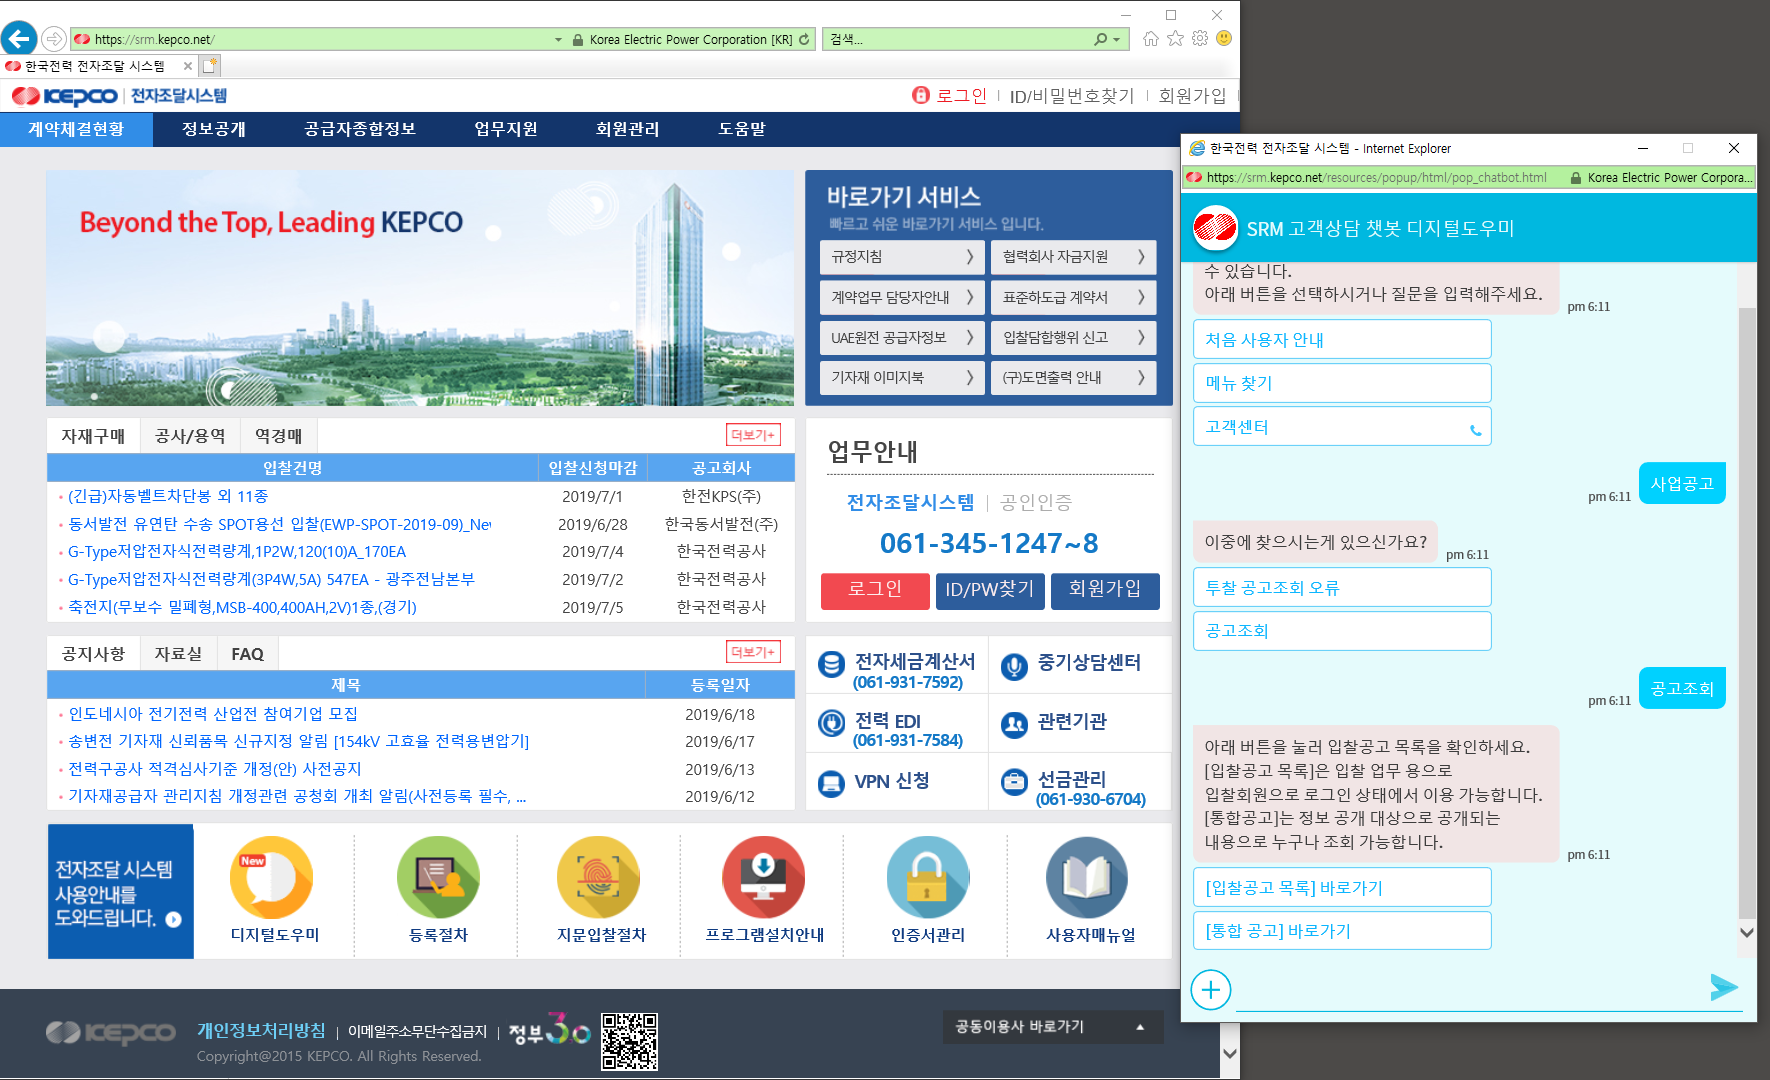 https://srm.kepco.net/
Korea Electric Power Corporation [KR]
검색...
한국전력 전자조달 시스템
KEPCO 전자조달시스템
로그인 | ID/비밀번호찾기 | 회원가입
계약체결현황 정보공개 공급자종합정보 업무지원 회원관리 도움말
Beyond the Top, Leading KEPCO
바로가기 서비스
빠르고 쉬운 바로가기 서비스 입니다.
규정지침
협력회사 자금지원
계약업무 담당자안내
표준하도급 계약서
UAE원전 공급자정보
입찰담합행위 신고
기자재 이미지북
(구)도면출력 안내
자재구매 공사/용역 역경매 더보기+
입찰건명 입찰신청마감 공고회사
(긴급)자동벨트차단봉 외 11종 2019/7/1 한전KPS(주)
동서발전 유연탄 수송 SPOT용선 입찰(EWP-SPOT-2019-09)_Nev 2019/6/28 한국동서발전(주)
G-Type저압전자식전력량계,1P2W,120(10)A_170EA 2019/7/4 한국전력공사
G-Type저압전자식전력량계(3P4W,5A) 547EA - 광주전남본부 2019/7/2 한국전력공사
축전지(무보수 밀폐형,MSB-400,400AH,2V)1종,(경기) 2019/7/5 한국전력공사
업무안내
전자조달시스템 | 공인인증
061-345-1247~8
로그인 ID/PW찾기 회원가입
공지사항 자료실 FAQ 더보기+
제목 등록일자
인도네시아 전기전력 산업전 참여기업 모집 2019/6/18
송변전 기자재 신뢰품목 신규지정 알림 [154kV 고효율 전력용변압기] 2019/6/17
전력구공사 적격심사기준 개정(안) 사전공지 2019/6/13
기자재공급자 관리지침 개정관련 공청회 개최 알림(사전등록 필수, ... 2019/6/12
전자세금계산서
(061-931-7592)
중기상담센터
전력 EDI
(061-931-7584)
관련기관
VPN 신청
선금관리
(061-930-6704)
전자조달 시스템
사용안내를
도와드립니다.
New
디지털도우미
등록절차
지문입찰절차
프로그램설치안내
인증서관리
사용자매뉴얼
KEPCO
개인정보처리방침 | 이메일주소무단수집금지 | 정부3.0
Copyright@2015 KEPCO. All Rights Reserved.
공동이용사 바로가기
한국전력 전자조달 시스템 - Internet Explorer
https://srm.kepco.net/resources/popup/html/pop_chatbot.html
Korea Electric Power Corpora...
SRM 고객상담 챗봇 디지털도우미
수 있습니다.
아래 버튼을 선택하시거나 질문을 입력해주세요.
pm 6:11
처음 사용자 안내
메뉴 찾기
고객센터
pm 6:11 사업공고
이중에 찾으시는게 있으신가요?
pm 6:11
투찰 공고조회 오류
공고조회
pm 6:11 공고조회
아래 버튼을 눌러 입찰공고 목록을 확인하세요.
[입찰공고 목록]은 입찰 업무 용으로
입찰회원으로 로그인 상태에서 이용 가능합니다.
[통합공고]는 정보 공개 대상으로 공개되는
내용으로 누구나 조회 가능합니다.
pm 6:11
[입찰공고 목록] 바로가기
[통합 공고] 바로가기